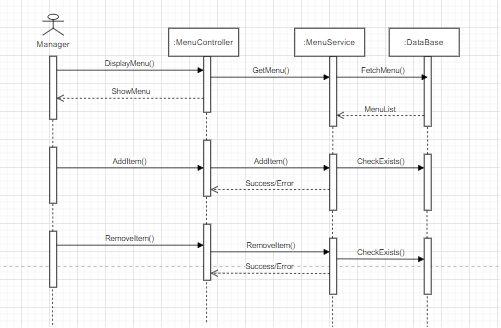 Manager
:MenuController
:MenuService
:DataBase
DisplayMenu()
GetMenu()
FetchMenu()
ShowMenu
MenuList
AddItem()
AddItem()
CheckExists()
Success/Error
RemoveItem()
RemoveItem()
CheckExists()
Success/Error